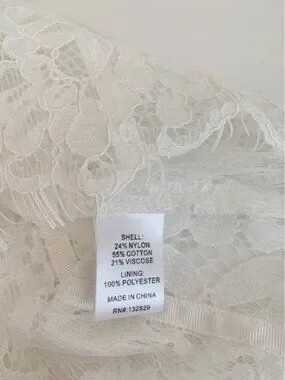 SHELL:
24% NYLON
55% COTTON
21% VISCOSE
LINING:
100% POLYESTER
MADE IN CHINA
RN#:132829